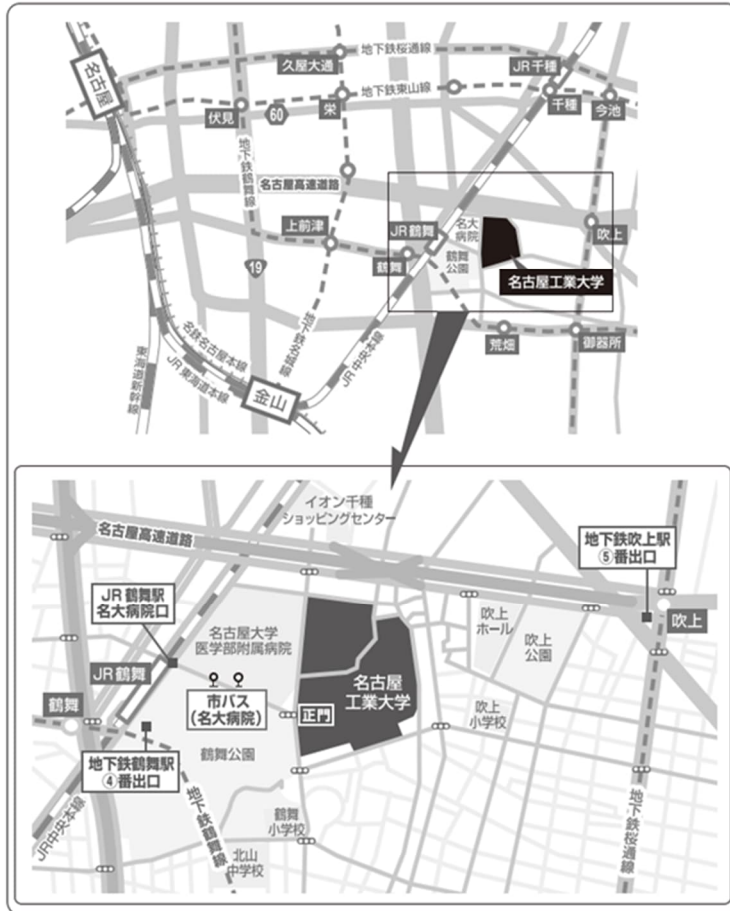 地下鉄桜通線
久屋大通
JR千種
名古屋
地下鉄東山線
伏見
60
栄
千種
今池
地下鉄鶴舞線
名古屋高速道路
上前津
JR鶴舞
名大
病院
吹上
鶴舞
鶴舞
公園
名古屋工業大学
19
名鉄名古屋本線
JR東海道本線
東海道新幹線
地下鉄名城線
JR中央本線
荒畑
御器所
金山
イオン千種
ショッピングセンター
名古屋高速道路
地下鉄吹上駅
⑤番出口
JR鶴舞駅
名大病院口
名古屋大学
医学部附属病院
吹上
ホール
吹上
公園
吹上
JR鶴舞
名古屋
工業大学
鶴舞
市バス
(名大病院)
正門
吹上
小学校
鶴舞公園
地下鉄鶴舞駅
④番出口
JR中央本線
地下鉄鶴舞線
鶴舞
小学校
北山
中学校
地下鉄桜通線